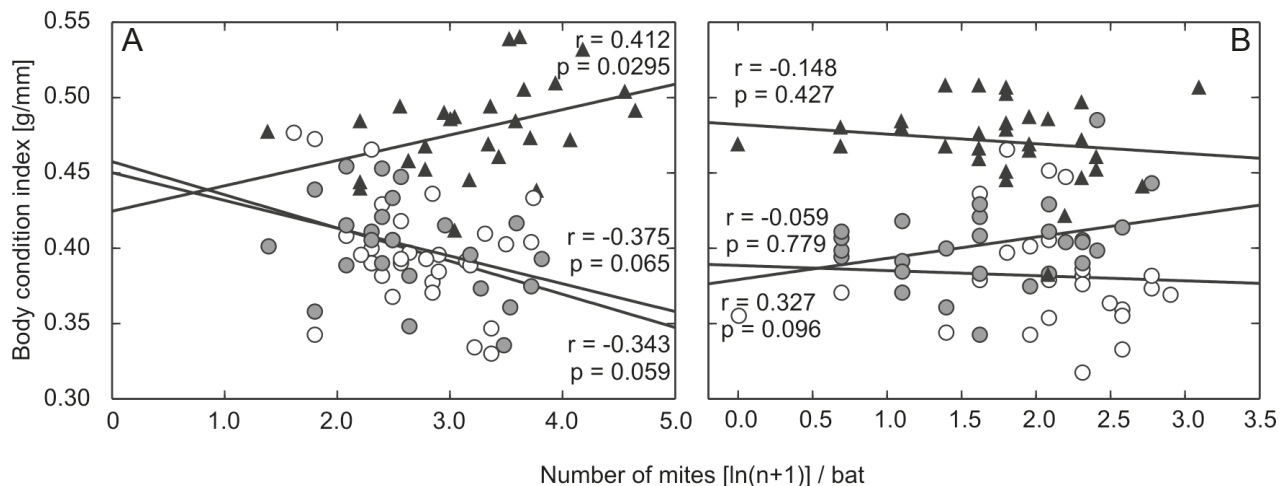 A
B
Body condition index [g/mm]
0.55
0.50
0.45
0.40
0.35
0.30
r = 0.412
p = 0.0295
r = -0.375
p = 0.065
r = -0.343
p = 0.059
0
1.0
2.0
3.0
4.0
5.0
r = -0.148
p = 0.427
r = -0.059
p = 0.779
r = 0.327
p = 0.096
0.0
0.5
1.0
1.5
2.0
2.5
3.0
3.5
Number of mites [ln(n+1)] / bat